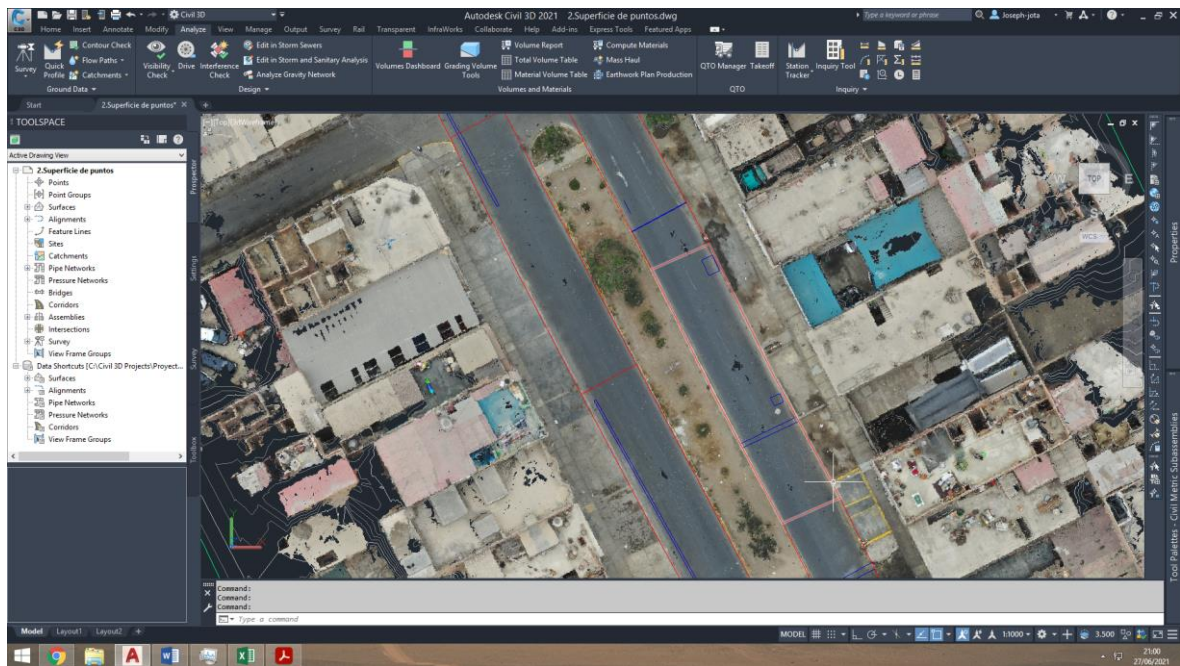 Civil 3D
Autodesk Civil 3D 2021 2.Superficie de puntos.dwg
Type a keyword or phrase
Joseph-jota
Home Insert Annotate Modify Analyze View Manage Output Survey Rail Transparent InfraWorks Collaborate Help Add-ins Express Tools Featured Apps
Survey
Quick Profile
Contour Check
Flow Paths
Catchments
Ground Data
Visibility Check
Drive
Interference Check
Edit in Storm Sewers
Edit in Storm and Sanitary Analysis
Analyze Gravity Network
Design
Volumes Dashboard
Grading Volume Tools
Volume Report
Total Volume Table
Material Volume Table
Compute Materials
Mass Haul
Earthwork Plan Production
Volumes and Materials
QTO Manager
Takeoff
QTO
Station Tracker
Inquiry Tool
Inquiry
Start
2.Superficie de puntos*
TOOLSPACE
Active Drawing View
2.Superficie de puntos
Points
Point Groups
Surfaces
Alignments
Feature Lines
Sites
Catchments
Pipe Networks
Pressure Networks
Bridges
Corridors
Assemblies
Intersections
Survey
View Frame Groups
Data Shortcuts [C:\Civil 3D Projects\Proyect...
Surfaces
Alignments
Pipe Networks
Pressure Networks
Corridors
View Frame Groups
Prospector
Settings
Survey
Toolbox
TOP
E
S
WCS
Properties
Tool Palettes - Civil Metric Subassemblies
Command:
Command:
Command:
Type a command
Model Layout1 Layout2
MODEL
1:1000
3.500
21:00
27/06/2021